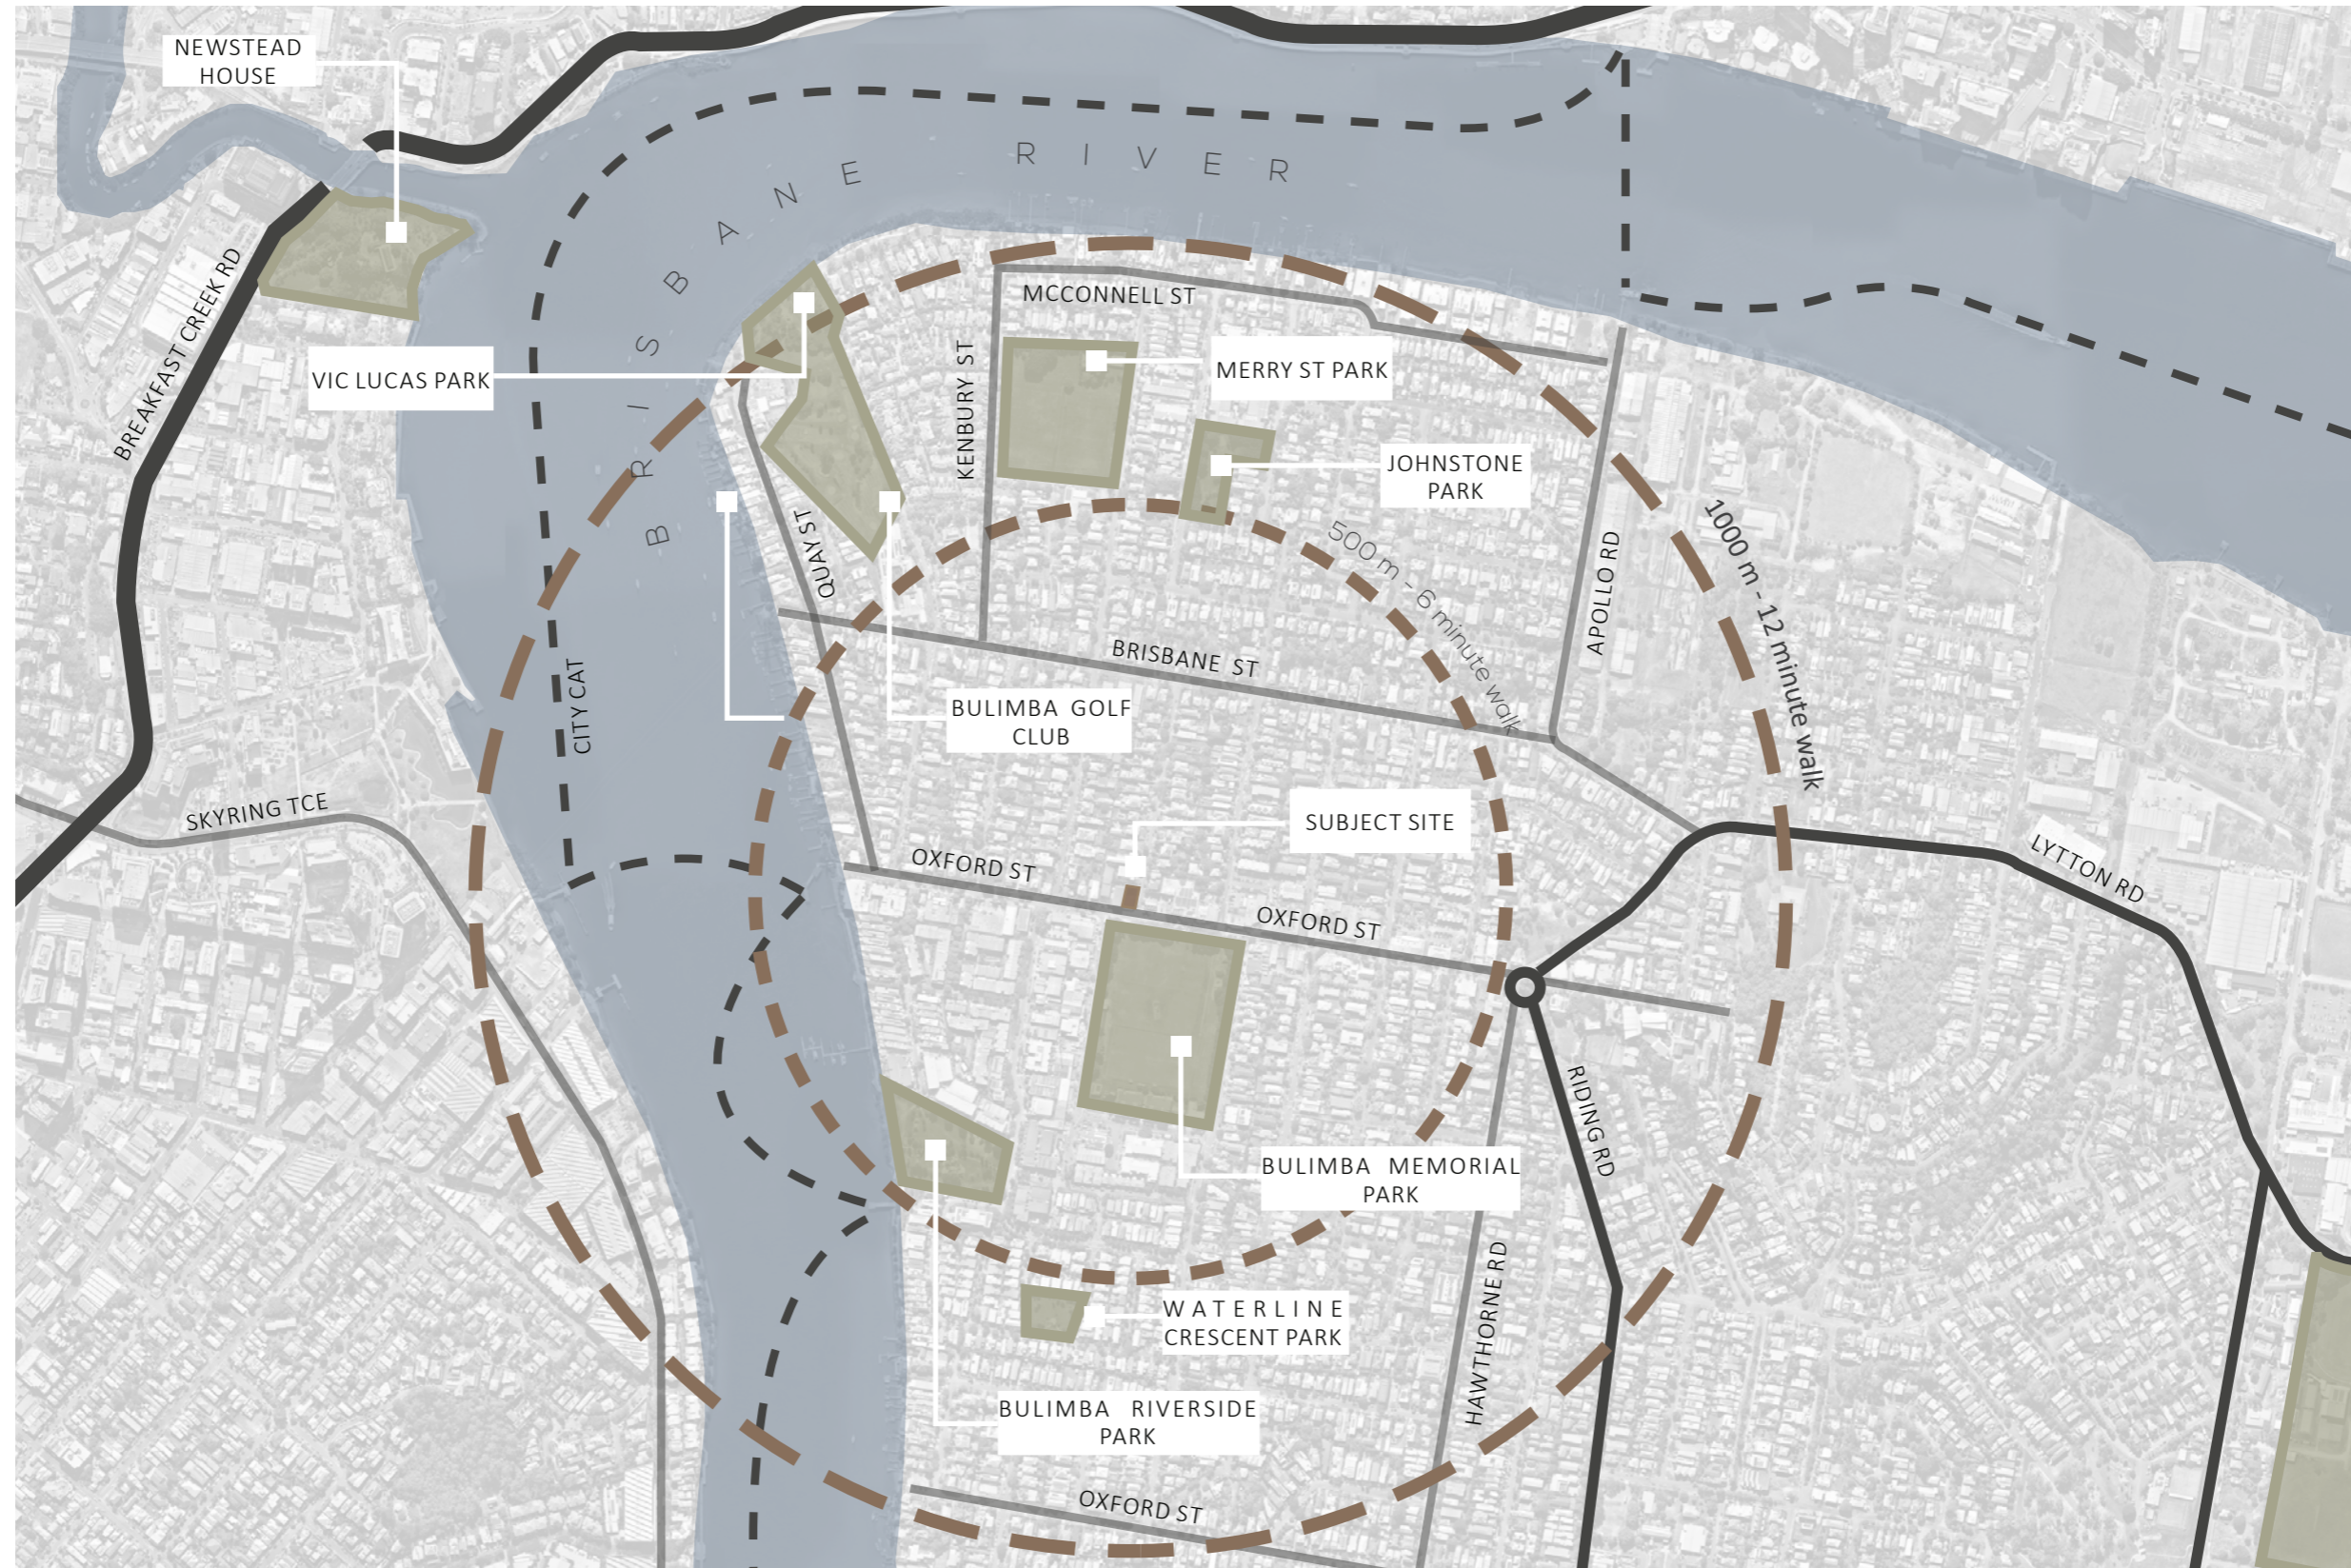 NEWSTEAD
HOUSE
BRISBANE RIVER
BREAKFAST CREEK RD
MCCONNELL ST
VIC LUCAS PARK
KENBURY ST
MERRY ST PARK
JOHNSTONE
PARK
QUAY ST
500 m - 6 minute walk
1000 m - 12 minute walk
APOLLO RD
BRISBANE ST
CITY CAT
BULIMBA GOLF
CLUB
SKYRING TCE
SUBJECT SITE
OXFORD ST
OXFORD ST
LYTTON RD
RIDING RD
BULIMBA MEMORIAL
PARK
HAWTHORNE RD
WATERLINE
CRESCENT PARK
BULIMBA RIVERSIDE
PARK
OXFORD ST